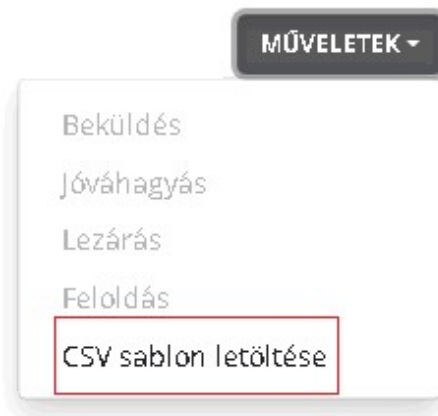 MŰVELETEK
Beküldés
Jóváhagyás
Lezárás
Feloldás
CSV sablon letöltése